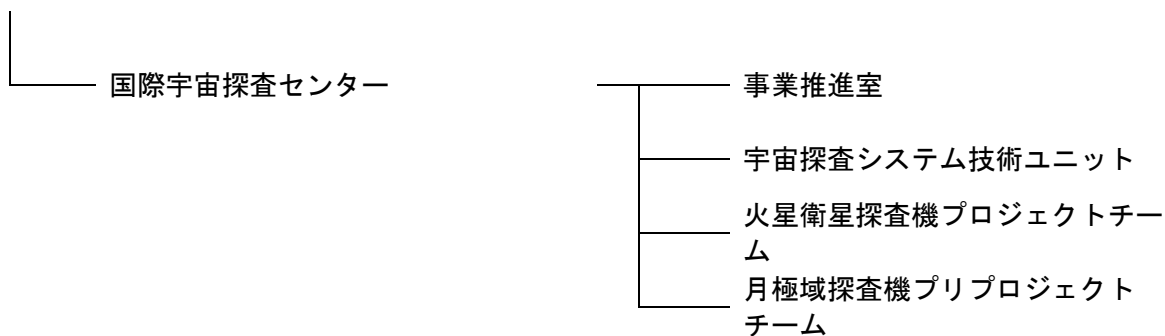 国際宇宙探査センター
事業推進室
宇宙探査システム技術ユニット
火星衛星探査機プロジェクトチー
ム
月極域探査機プリプロジェクト
チーム